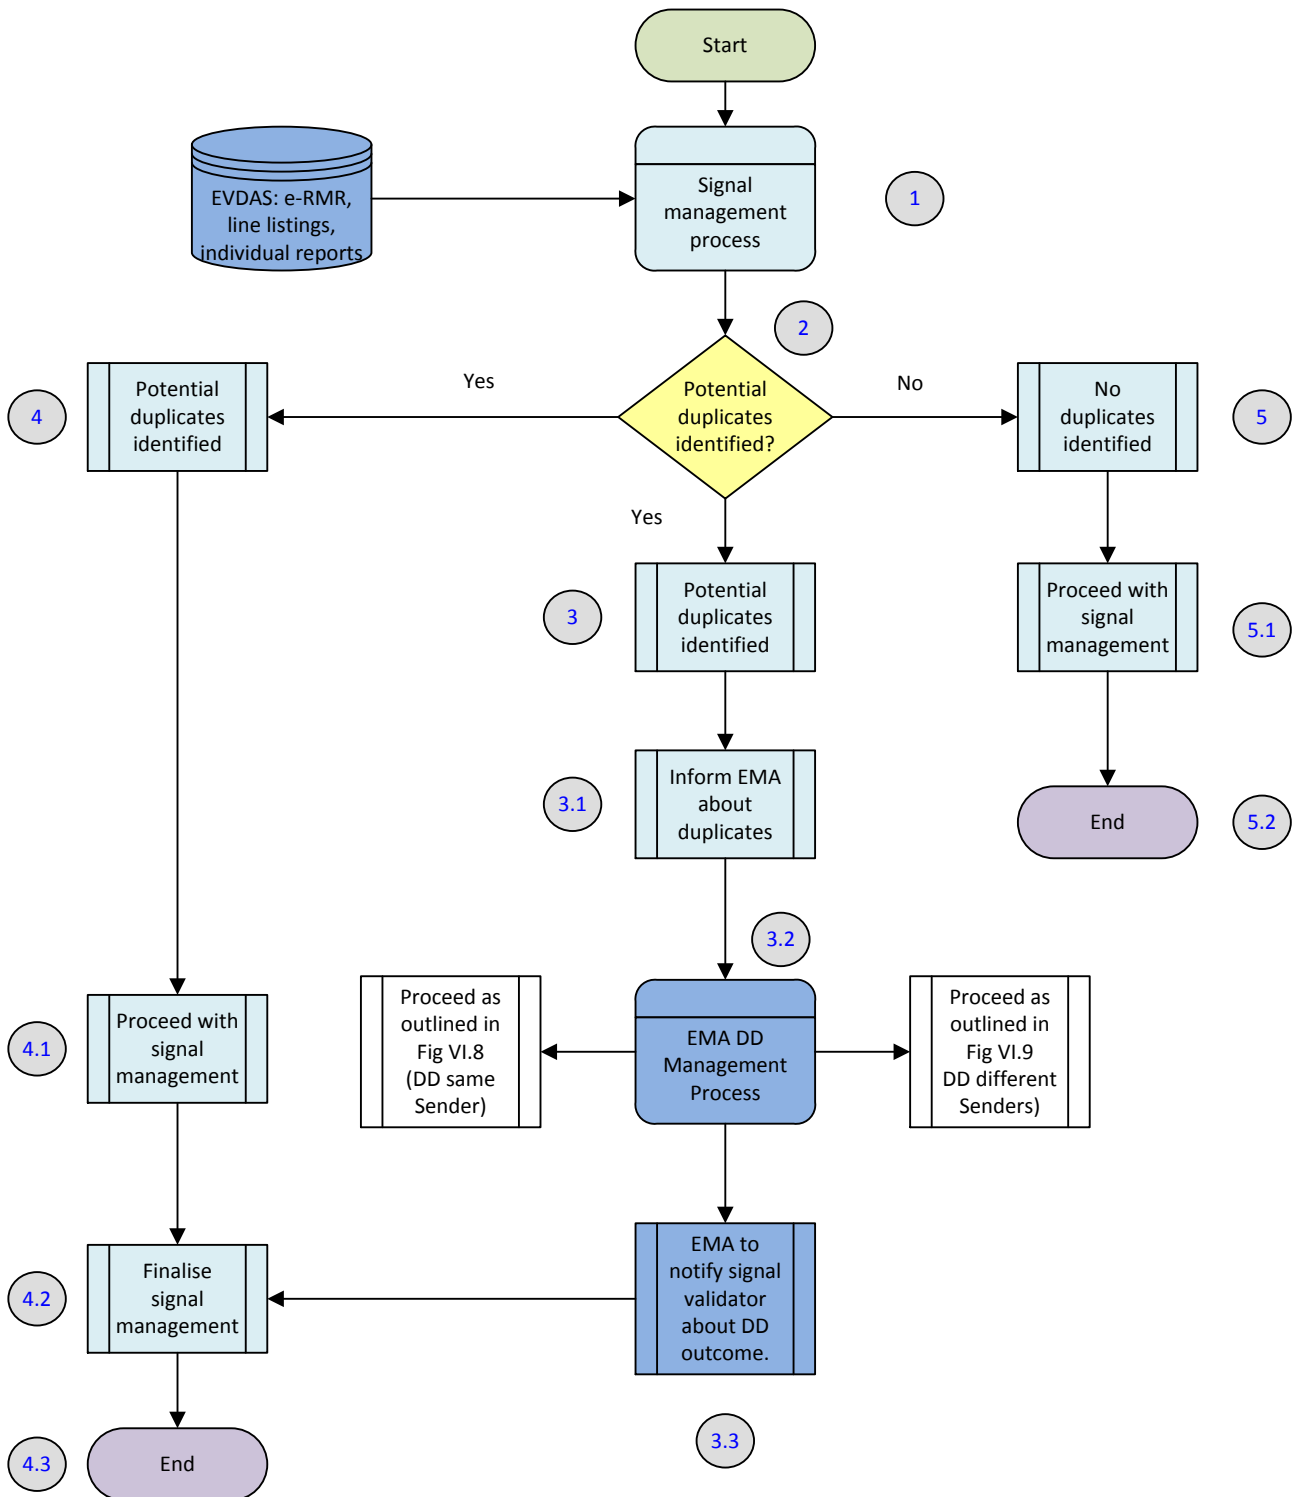 Start
EVDAS: e-RMR,
line listings,
individual reports
Signal
management
process
1
2
Potential
duplicates
identified?
Yes
No
Yes
4
Potential
duplicates
identified
No
duplicates
identified
5
3
Potential
duplicates
identified
Proceed with
signal
management
5.1
3.1
Inform EMA
about
duplicates
End
5.2
3.2
4.1
Proceed with
signal
management
Proceed as
outlined in
Fig VI.8
(DD same
Sender)
EMA DD
Management
Process
Proceed as
outlined in
Fig VI.9
DD different
Senders)
4.2
Finalise
signal
management
EMA to
notify signal
validator
about DD
outcome.
3.3
4.3
End